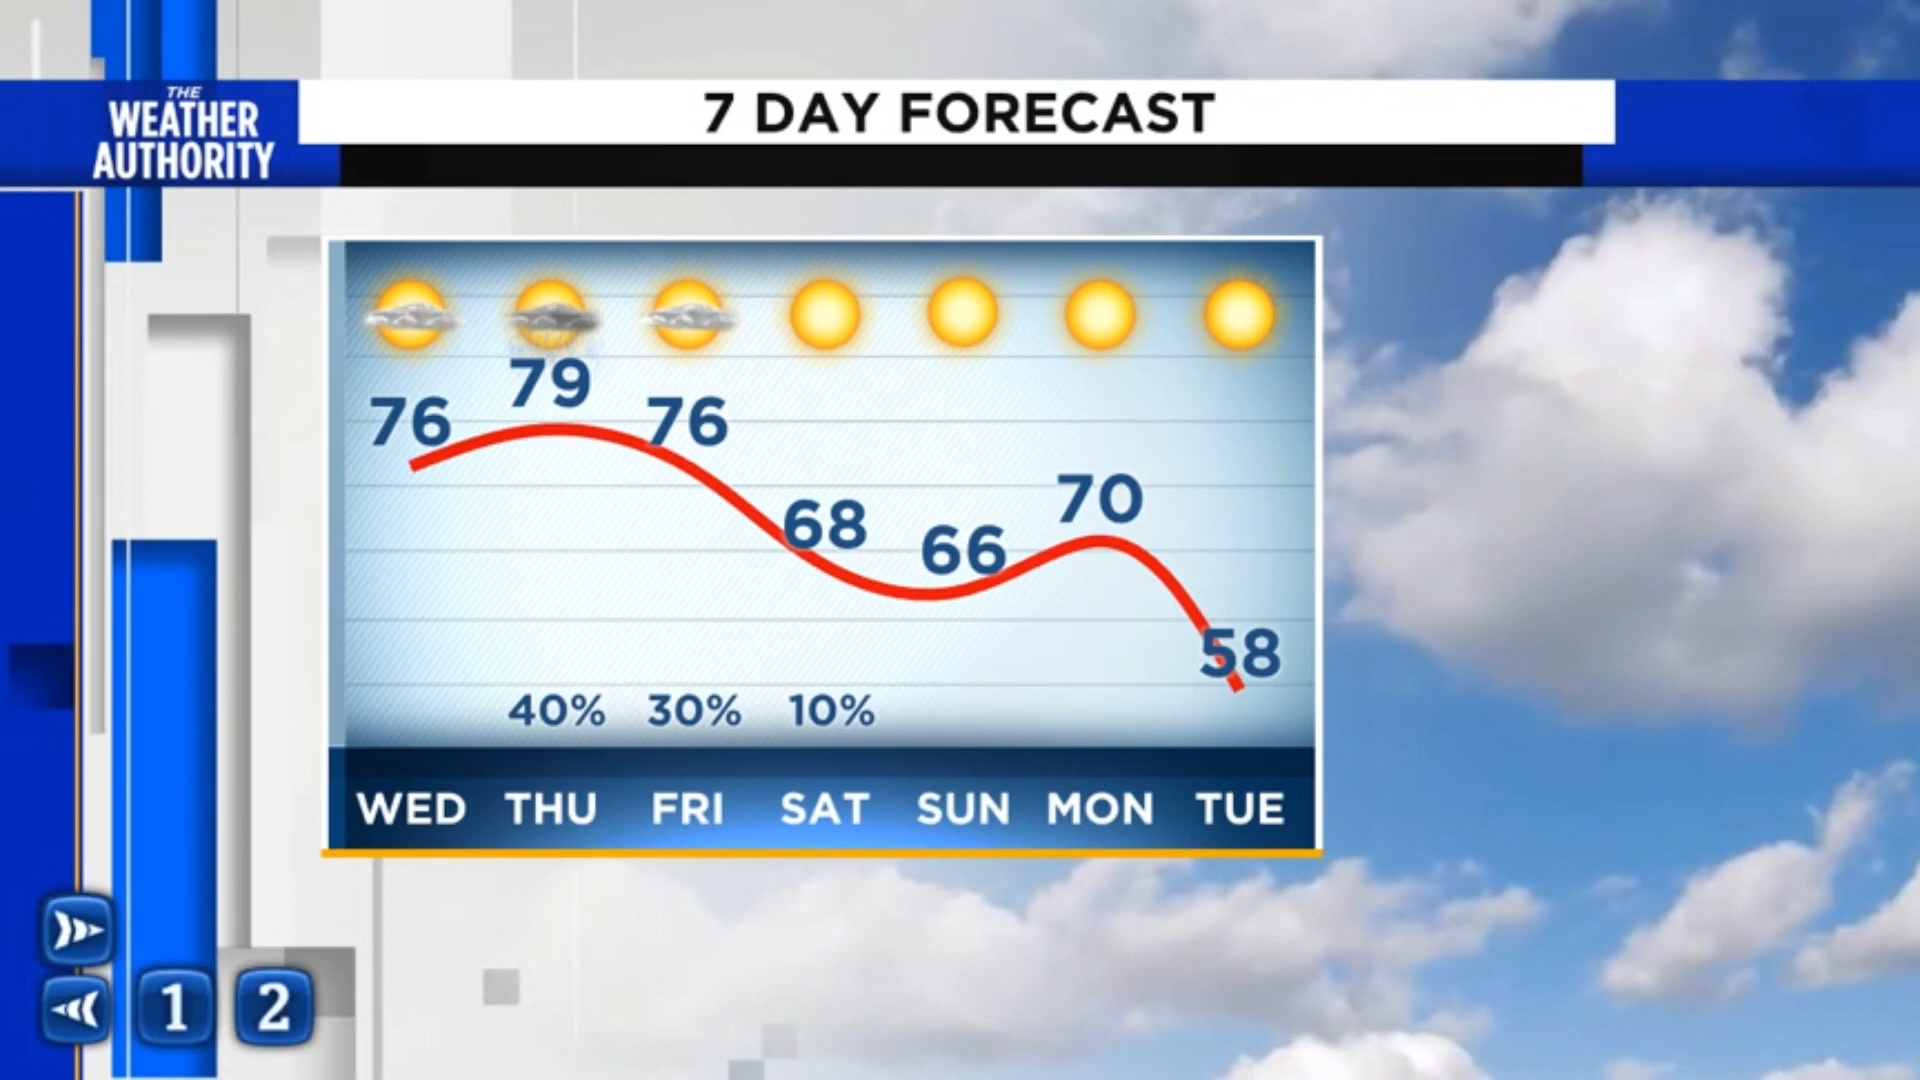 THE
WEATHER
AUTHORITY
7 DAY FORECAST
76 79 76 68 66 70 58
40% 30% 10%
WED THU FRI SAT SUN MON TUE
1 2